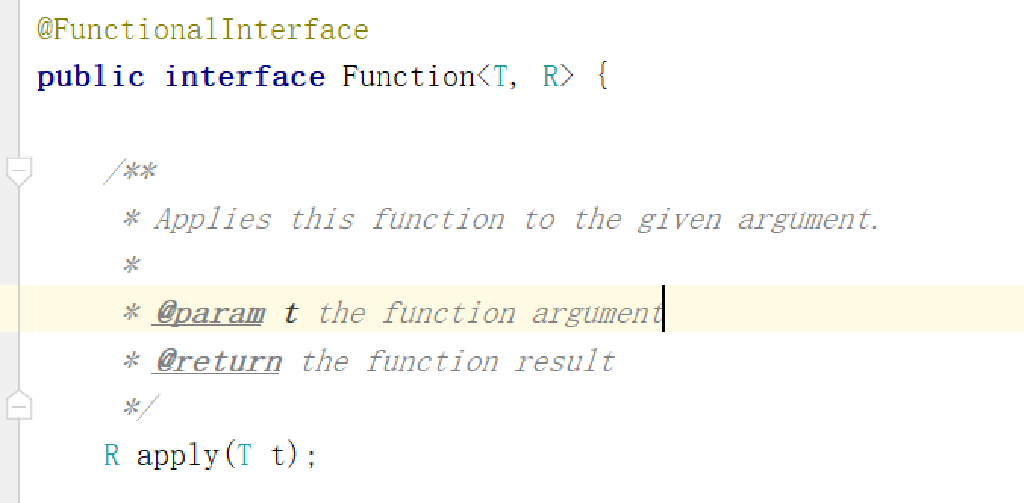 @FunctionalInterface
public interface Function<T, R> {
/**
* Applies this function to the given argument.
*
* @param t the function argument
* @return the function result
*/
R apply(T t);